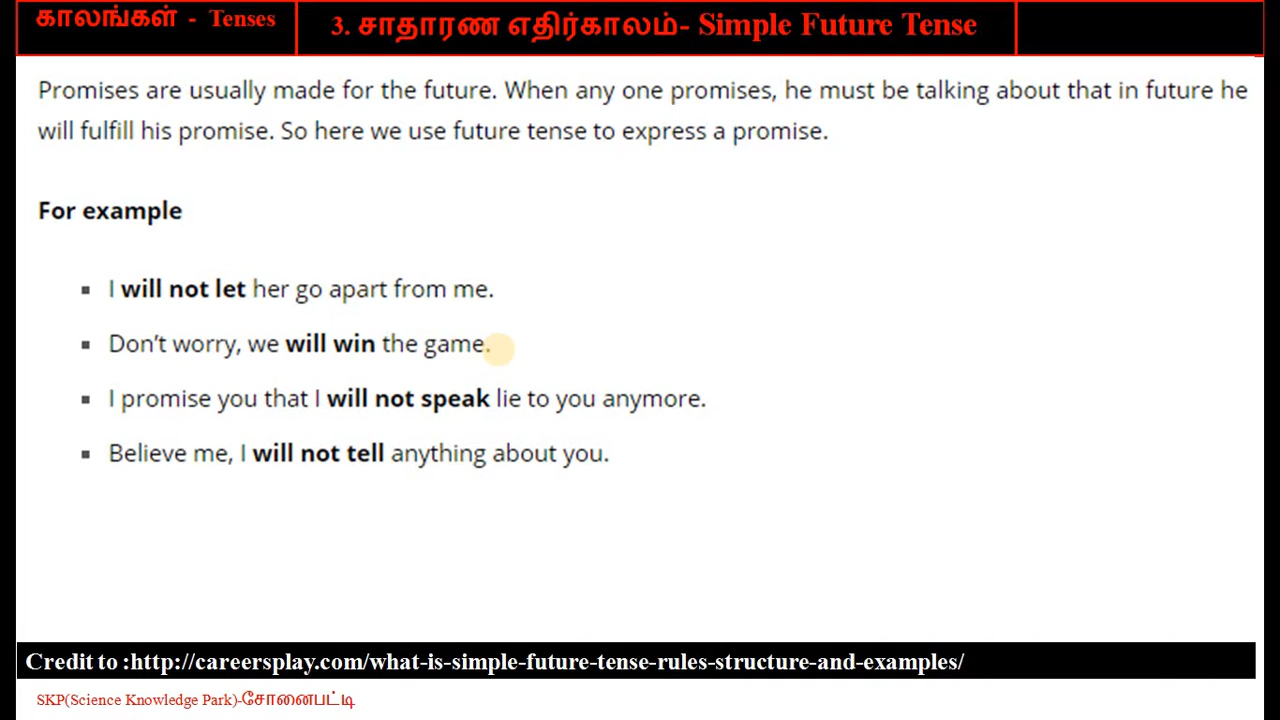 காலங்கள் - Tenses
3. சாதாரண எதிர்காலம்- Simple Future Tense
Promises are usually made for the future. When any one promises, he must be talking about that in future he
will fulfill his promise. So here we use future tense to express a promise.
For example
▪ I will not let her go apart from me.
▪ Don’t worry, we will win the game.
▪ I promise you that I will not speak lie to you anymore.
▪ Believe me, I will not tell anything about you.
Credit to :http://careersplay.com/what-is-simple-future-tense-rules-structure-and-examples/
SKP(Science Knowledge Park)-சோனைபட்டி